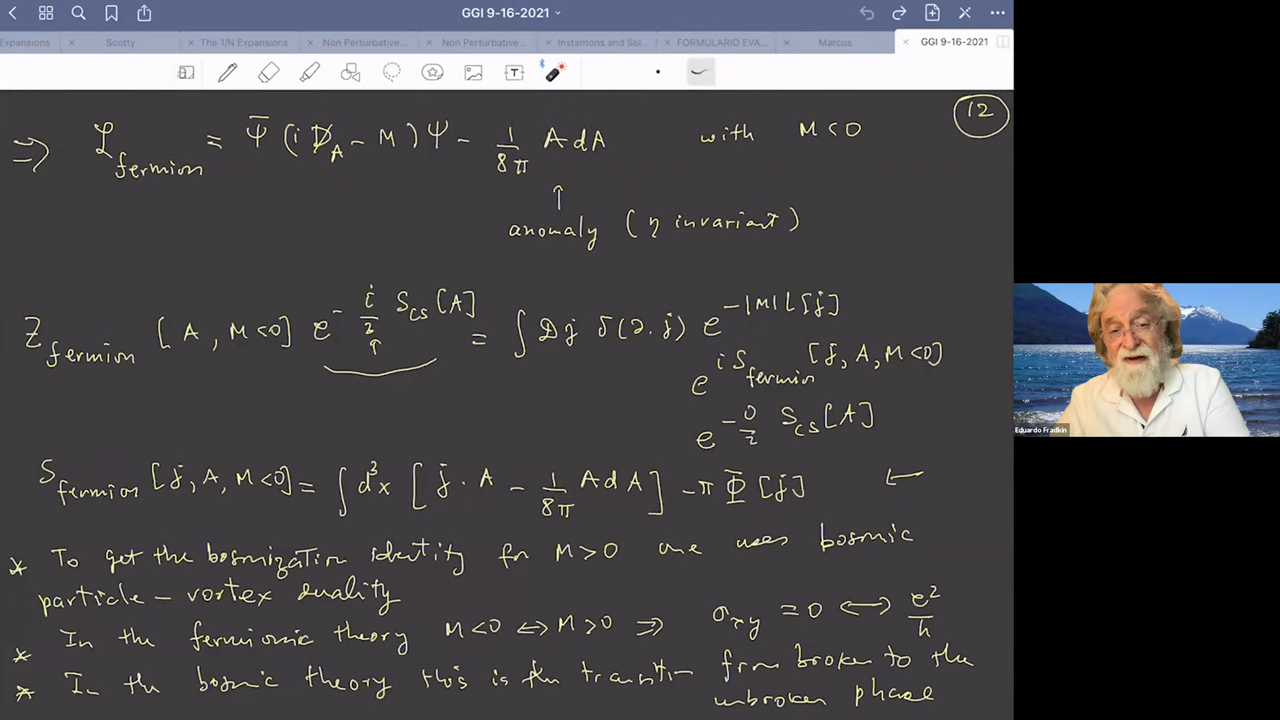 GGI 9-16-2021
Expansions
Scotty
The 1/N Expansions
Non Perturbative...
Non Perturbative...
Instantons and Sol...
FORMULARIO EVA...
Marcus
GGI 9-16-2021
12
⇒ ℒ_fermion = Ψ̄ (i D̸_A − M) Ψ − 1/8π A dA with M < 0
↑
anomaly (η invariant)
Z_fermion [A, M<0] e^{− i/2 S_CS[A]} = ∫ 𝒟j δ(∂·j) e^{−|M| L[j]}
↑
e^{i S_fermion [j, A, M<0]}
e^{− 0/2 S_CS[A]}
S_fermion [j, A, M<0] = ∫ d³x [j·A − 1/8π A dA] − π Φ̄ [j] ←
* To get the bosonization identity for M>0 one uses bosonic
particle – vortex duality
* In the fermionic theory M<0 ⟺ M>0 ⇒ σ_xy = 0 ⟷ e²/h
* In the bosonic theory this is the transition from broken to the
unbroken phase
Eduardo Fradkin